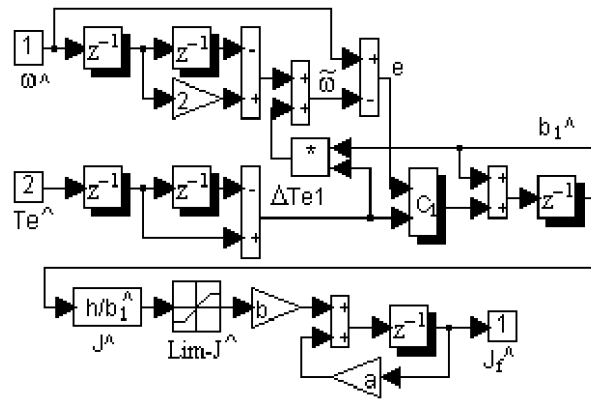 1 z⁻¹ z⁻¹ - + + + ω̃ + - e
ω^ 2
* b₁^
2 z⁻¹ z⁻¹ - + ΔTe1 C₁ + + z⁻¹
Te^
h/b₁^ b + + z⁻¹ 1
J^ Lim-J^ a J_f^